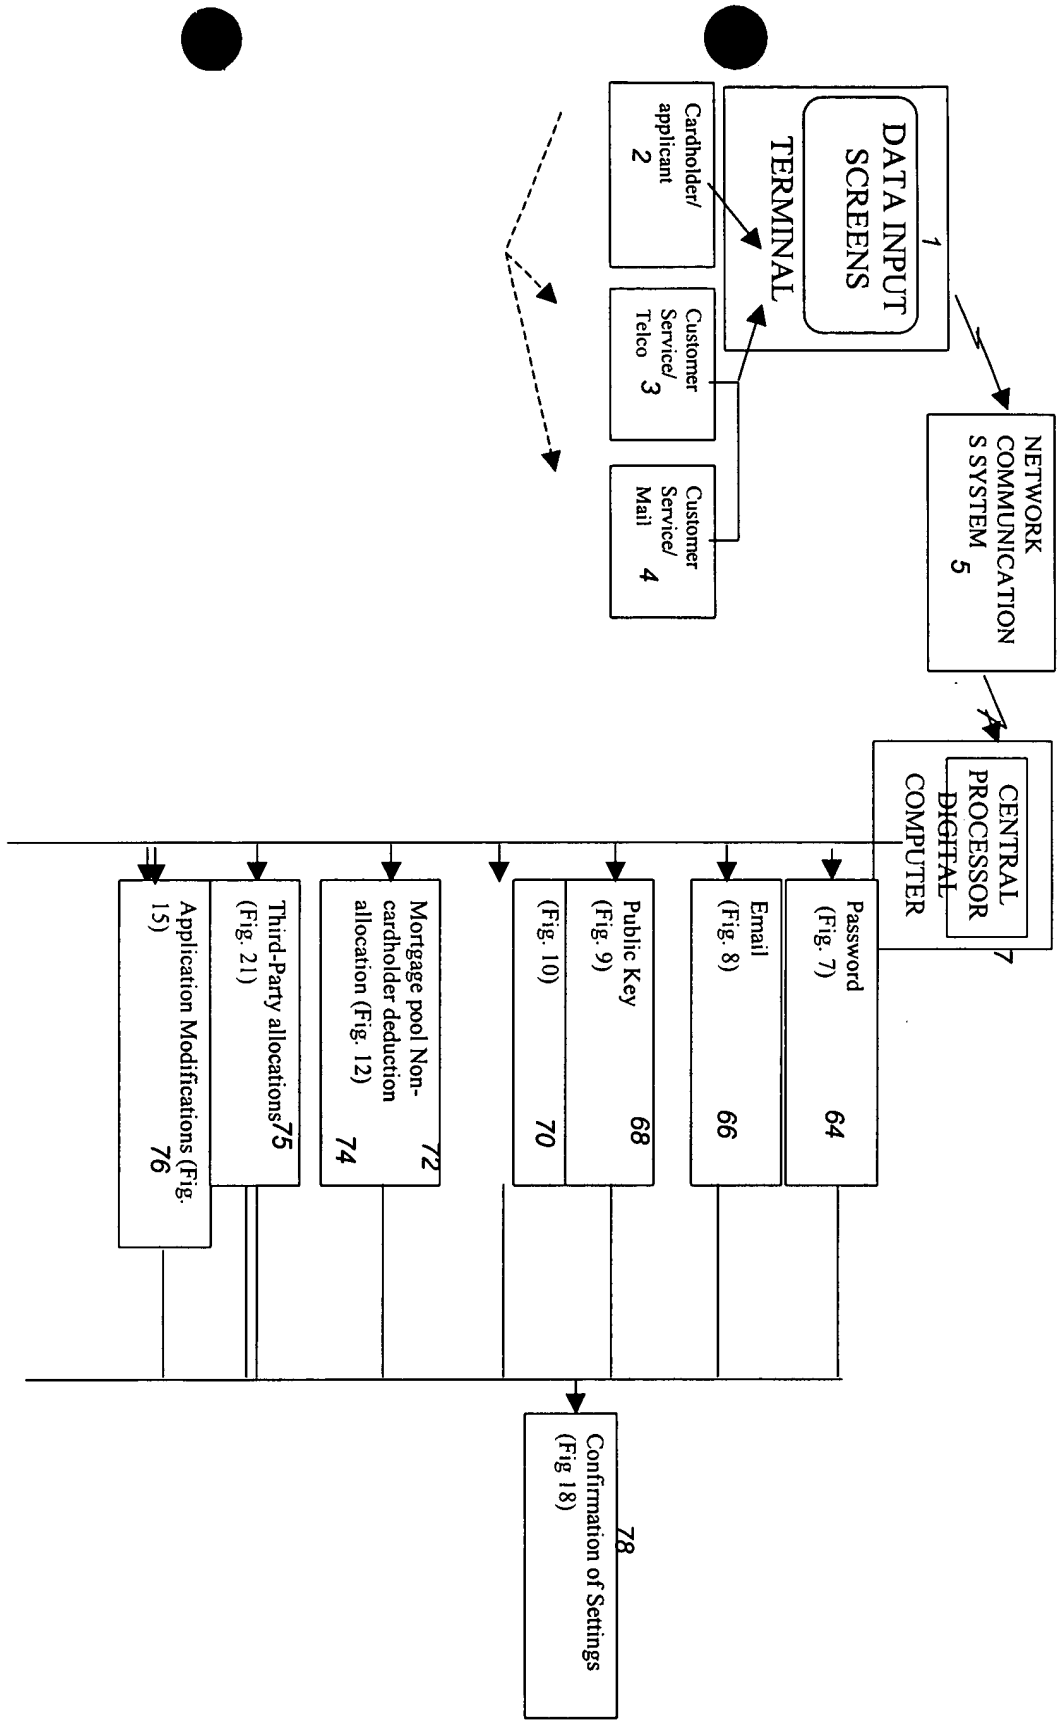 1
DATA INPUT
SCREENS
TERMINAL
Cardholder/
applicant
2
Customer
Service/
Telco 3
Customer
Service/
Mail 4
NETWORK
COMMUNICATION
S SYSTEM 5
CENTRAL
PROCESSOR
DIGITAL
COMPUTER
7
Password
(Fig. 7) 64
Email
(Fig. 8) 66
Public Key
(Fig. 9) 68
(Fig. 10) 70
Mortgage pool Non-
cardholder deduction
allocation (Fig. 12)
72
74
Third-Party allocations 75
(Fig. 21)
Application Modifications (Fig.
15) 76
78
Confirmation of Settings
(Fig 18)